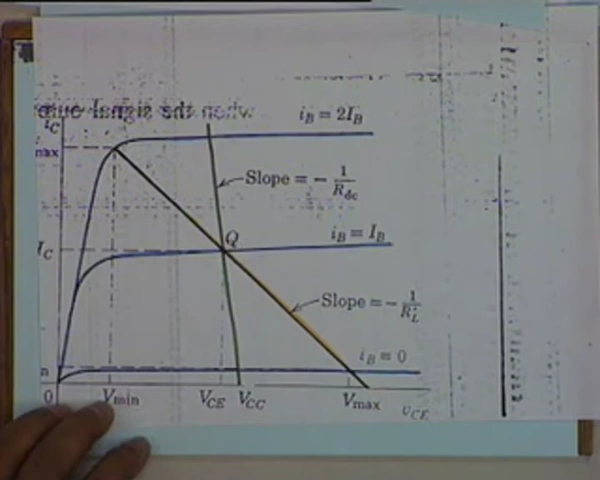 i_C
i_B = 2I_B
max
Slope = − 1/R_dc
I_C
Q
i_B = I_B
Slope = − 1/R'_L
i_B = 0
n
0
V_min
V_CE
V_CC
V_max
v_CE